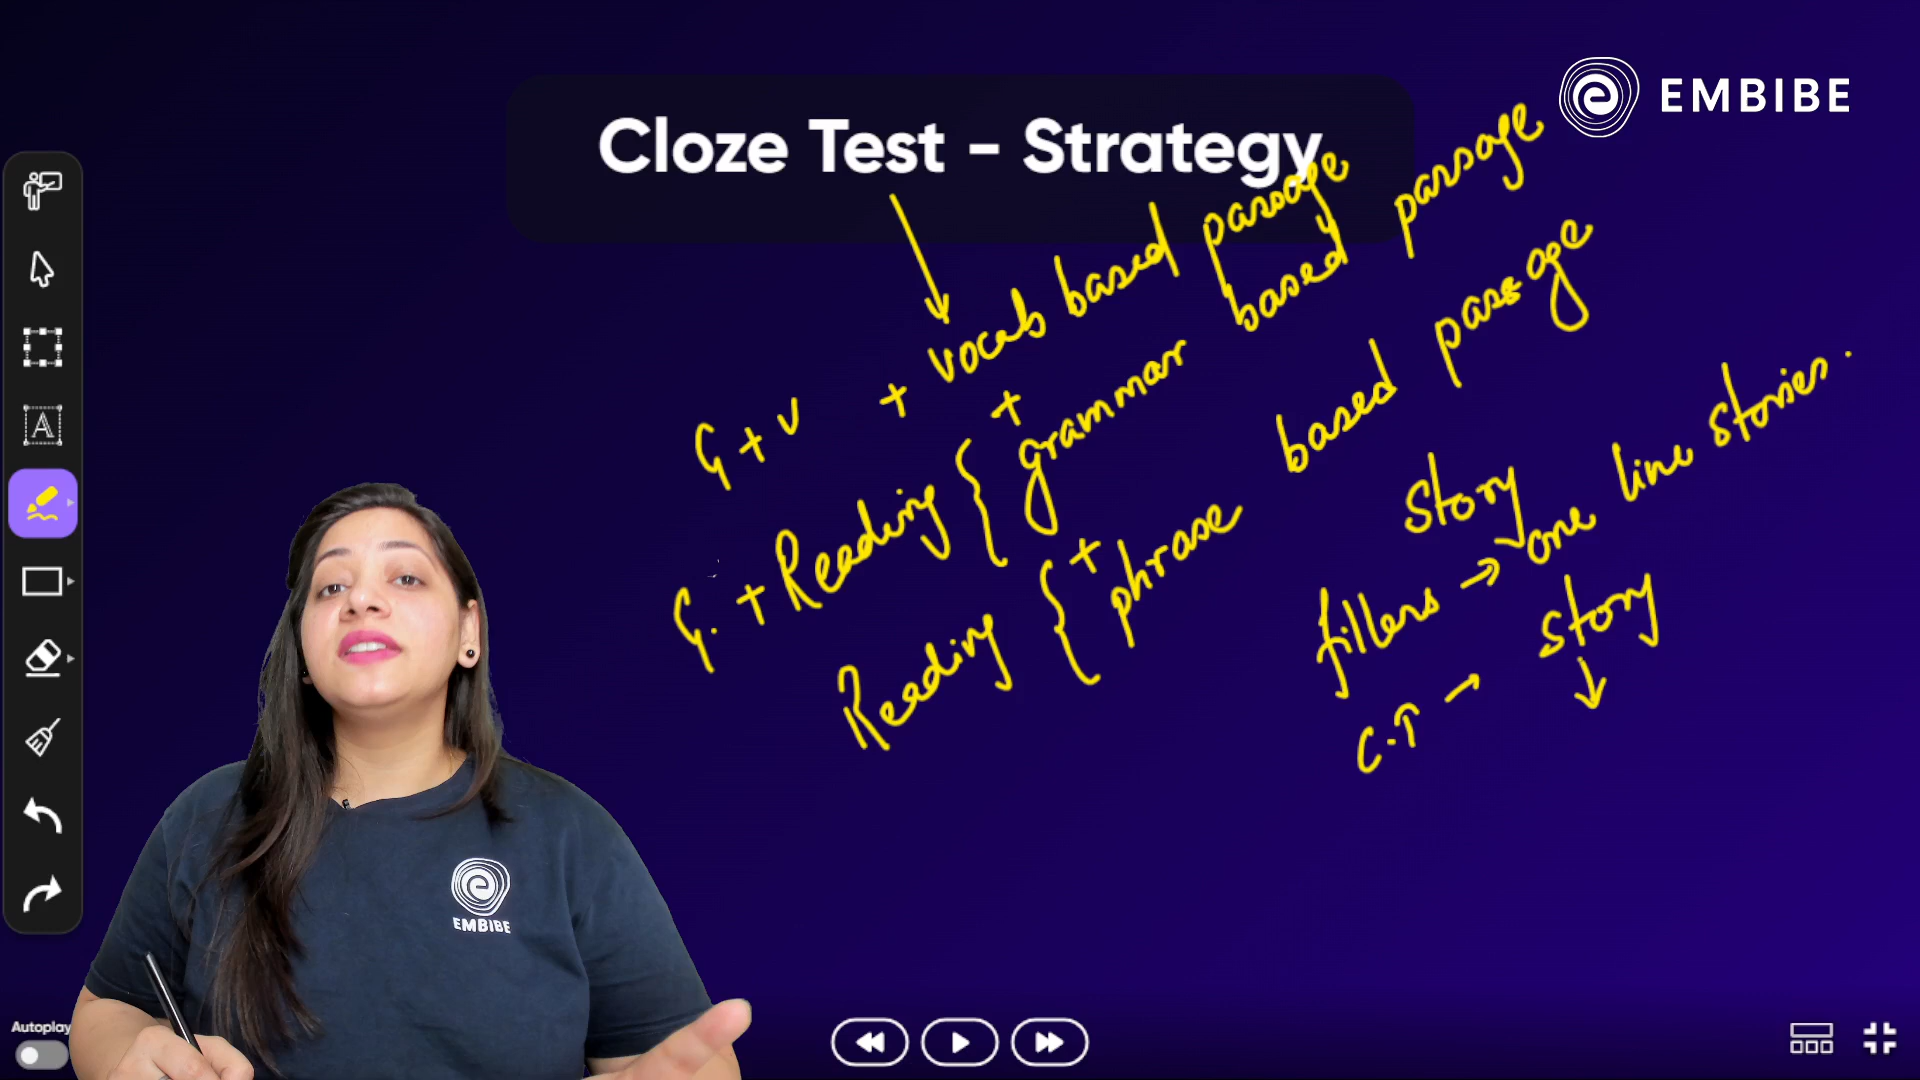 EMBIBE
Cloze Test - Strategy
G + V + vocab based passage
+
G. + Reading { grammar based passage
+
Reading { phrase based passage
Story
fillers → one line stories.
C.T → Story
↓
EMBIBE
Autoplay